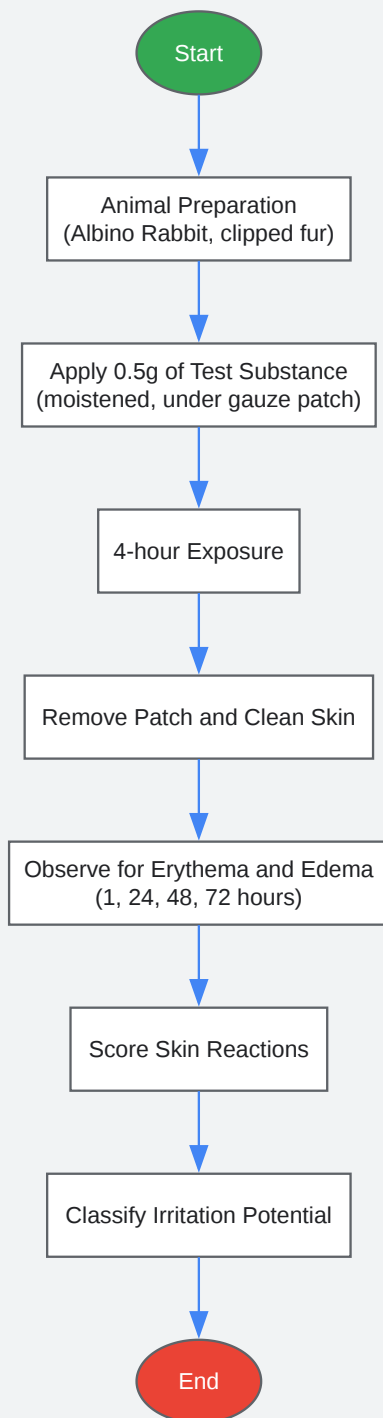 Start
Animal Preparation
(Albino Rabbit, clipped fur)
Apply 0.5g of Test Substance
(moistened, under gauze patch)
4-hour Exposure
Remove Patch and Clean Skin
Observe for Erythema and Edema
(1, 24, 48, 72 hours)
Score Skin Reactions
Classify Irritation Potential
End